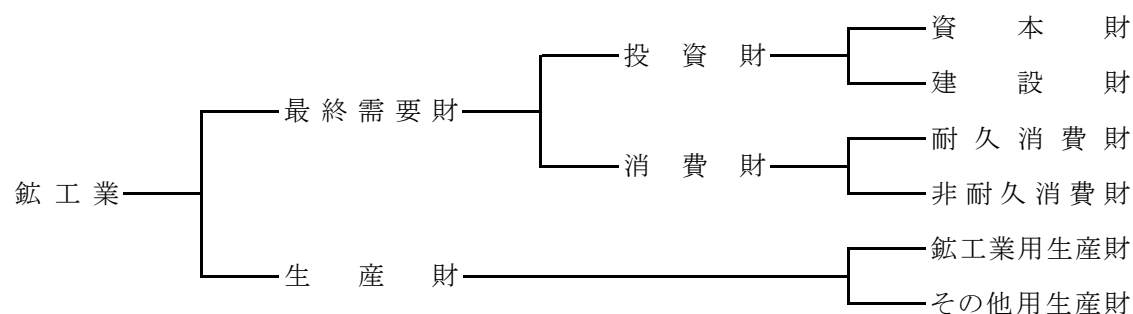 資本財
投資財
建設財
最終需要財
耐久消費財
消費財
鉱工業
非耐久消費財
鉱工業用生産財
生産財
その他用生産財